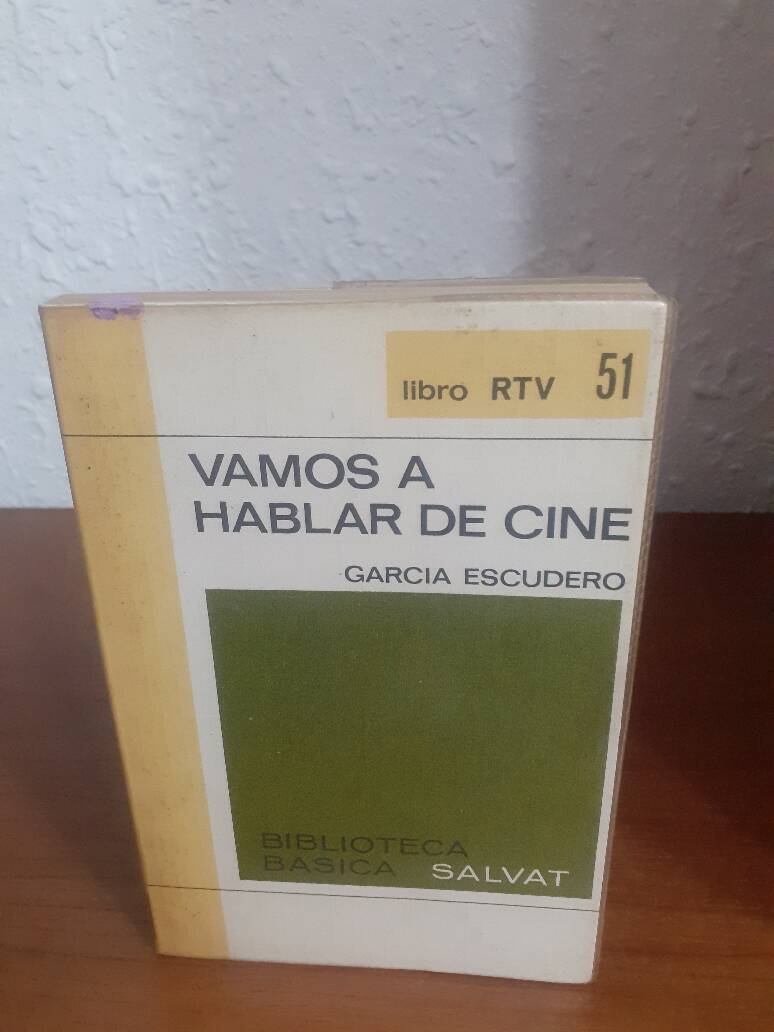 libro RTV 51
VAMOS A
HABLAR DE CINE
GARCIA ESCUDERO
BIBLIOTECA
BASICA SALVAT